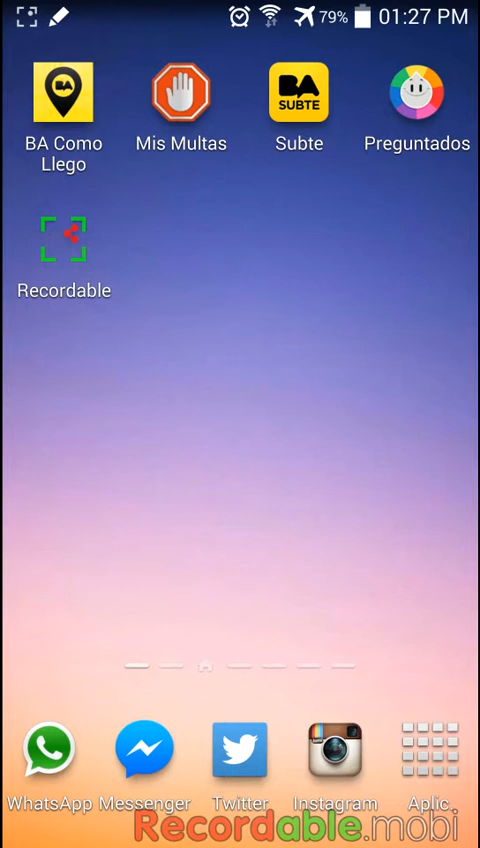 79% 01:27 PM
BA
BA
SUBTE
BA Como
Llego
Mis Multas
Subte
Preguntados
Recordable
WhatsApp
Messenger
Twitter
Instagram
Aplic.
Recordable.mobi